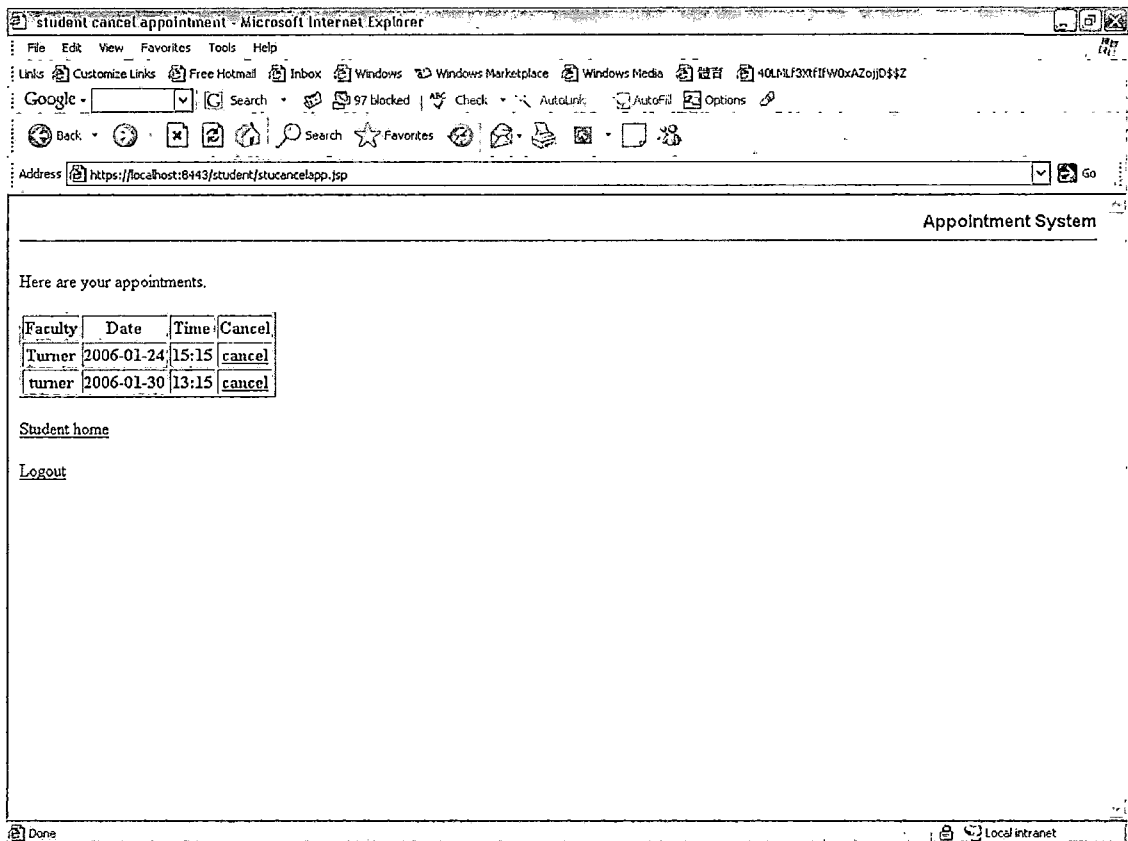 student cancel appointment - Microsoft Internet Explorer
File Edit View Favorites Tools Help
Links Customize Links Free Hotmail Inbox Windows Windows Marketplace Windows Media 40LMLf3XtfIfW0xAZojjD$$Z
Google Search 97 blocked ABC Check AutoLink AutoFill Options
Back Search Favorites
Address https://localhost:8443/student/stucancelapp.jsp Go
Appointment System
Here are your appointments.
Faculty Date Time Cancel
Turner 2006-01-24 15:15 cancel
turner 2006-01-30 13:15 cancel
Student home
Logout
Done Local intranet